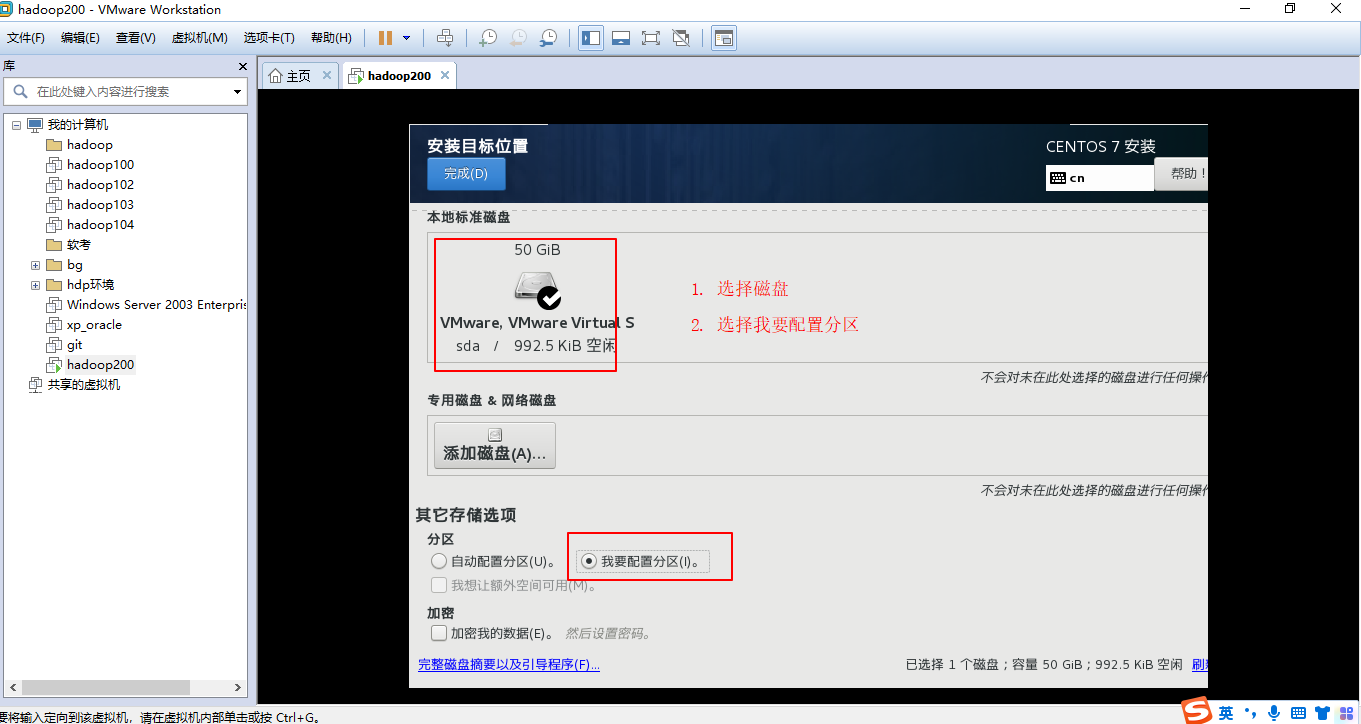 hadoop200 - VMware Workstation
文件(F) 编辑(E) 查看(V) 虚拟机(M) 选项卡(T) 帮助(H)
库
在此处键入内容进行搜索
我的计算机
hadoop
hadoop100
hadoop102
hadoop103
hadoop104
软考
bg
hdp环境
Windows Server 2003 Enterpris
xp_oracle
git
hadoop200
共享的虚拟机
主页 hadoop200
安装目标位置
完成(D)
CENTOS 7 安装
cn
帮助！
本地标准磁盘
50 GiB
VMware, VMware Virtual S
sda / 992.5 KiB 空闲
1. 选择磁盘
2. 选择我要配置分区
不会对未在此处选择的磁盘进行任何操作
专用磁盘 & 网络磁盘
添加磁盘(A)...
不会对未在此处选择的磁盘进行任何操作
其它存储选项
分区
自动配置分区(U)。 我要配置分区(I)。
我想让额外空间可用(M)。
加密
加密我的数据(E)。 然后设置密码。
完整磁盘摘要以及引导程序(F)...
已选择 1 个磁盘；容量 50 GiB；992.5 KiB 空闲 刷
要将输入定向到该虚拟机，请在虚拟机内部单击或按 Ctrl+G。
S 英